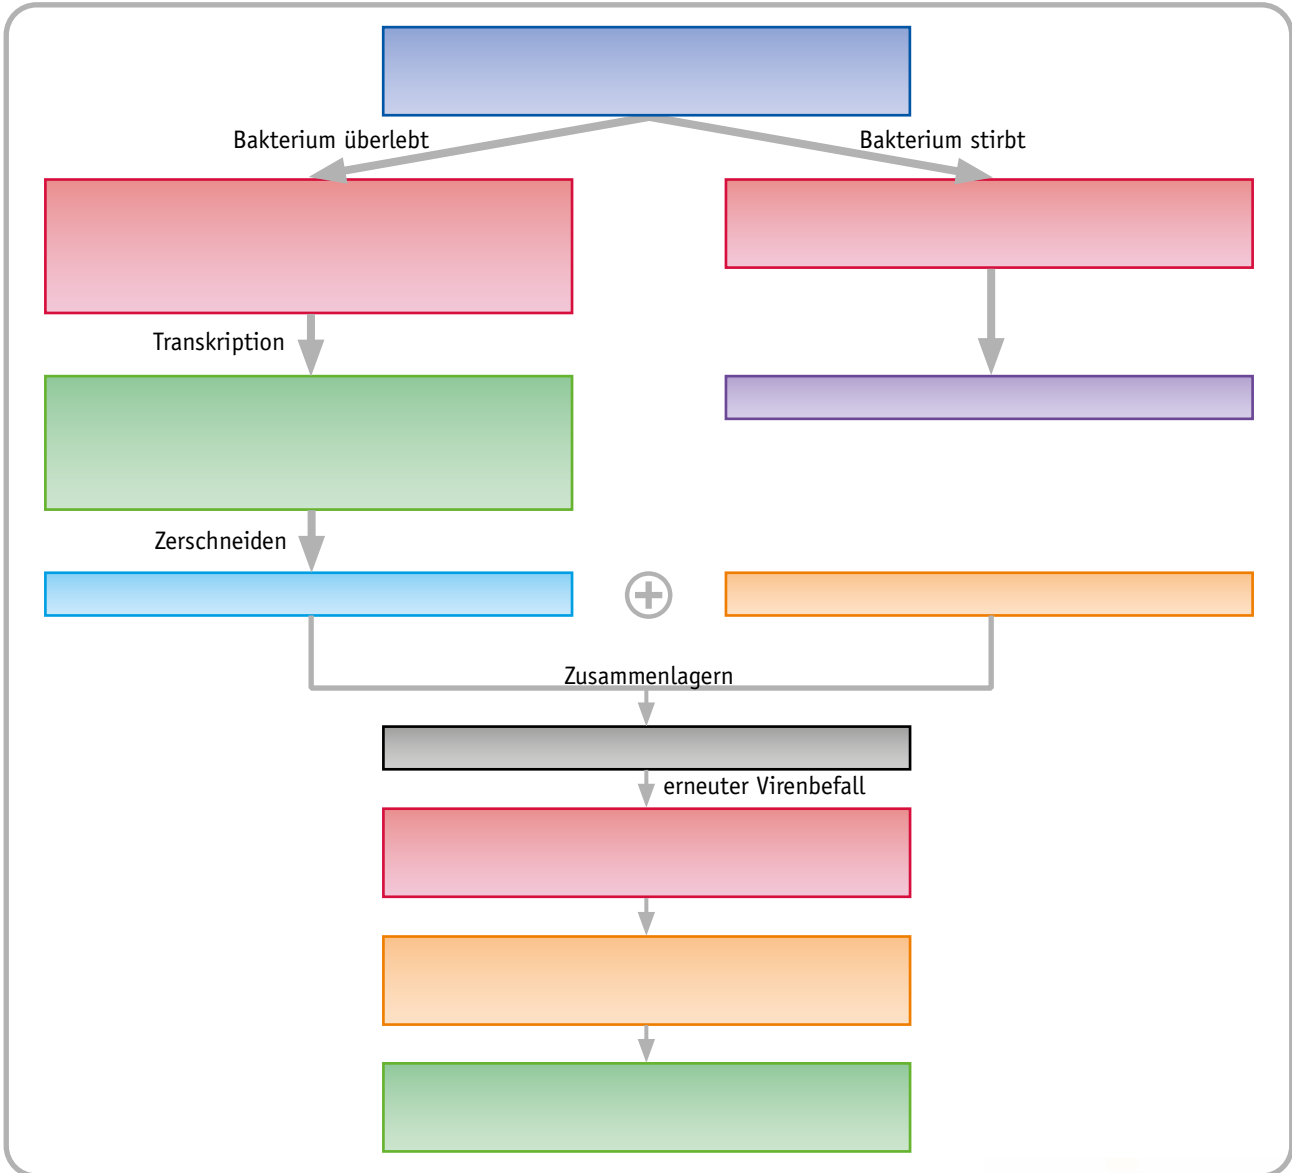 Bakterium überlebt
Bakterium stirbt
Transkription
Zerschneiden
Zusammenlagern
erneuter Virenbefall